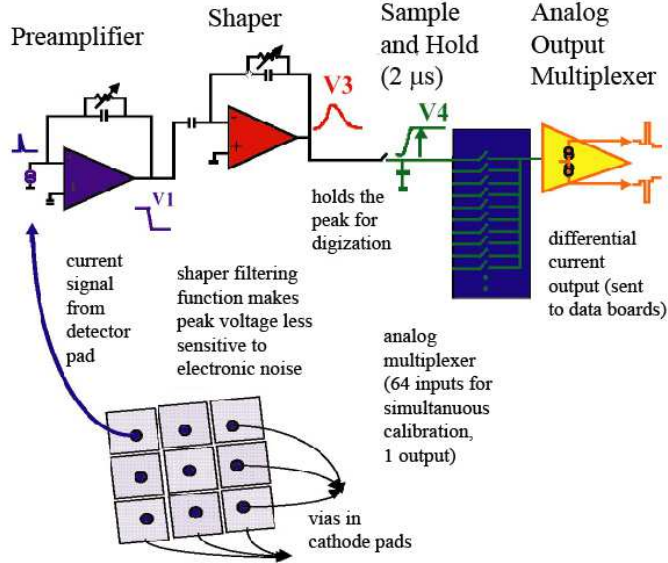 Preamplifier
Shaper
Sample
and Hold
(2 μs)
Analog
Output
Multiplexer
V3
V4
V1
-
+
-
+
holds the
peak for
digization
current
signal
from
detector
pad
shaper filtering
function makes
peak voltage less
sensitive to
electronic noise
differential
current
output (sent
to data boards)
analog
multiplexer
(64 inputs for
simultanuous
calibration,
1 output)
vias in
cathode pads